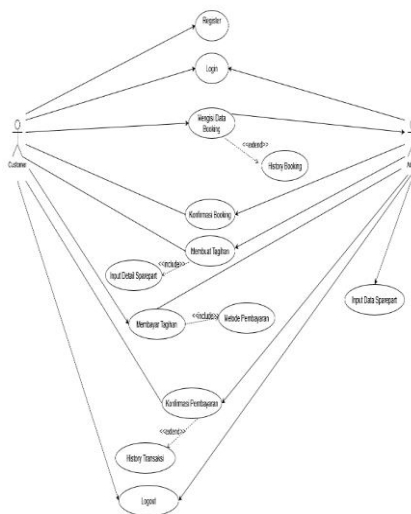 Register
Login
Mengisi Data
Booking
<<extend>>
History Booking
Customer
Konfirmasi Booking
Membuat Tagihan
<<include>>
Input Detail Sparepart
Input Data Sparepart
Membayar Tagihan
<<include>>
Metode Pembayaran
Konfirmasi Pembayaran
<<extend>>
History Transaksi
Logout